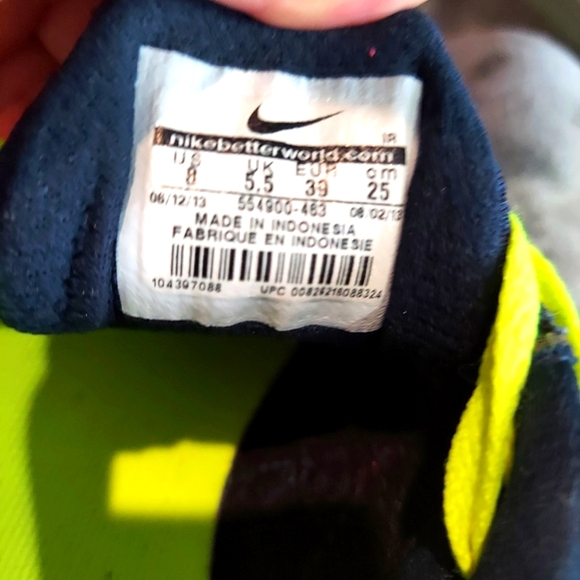 IR
nikebetterworld.com
US UK EUR cm
8 5.5 39 25
06/12/13 554900-463 08/02/13
MADE IN INDONESIA
FABRIQUE EN INDONESIE
104397088 UPC 00826216088324